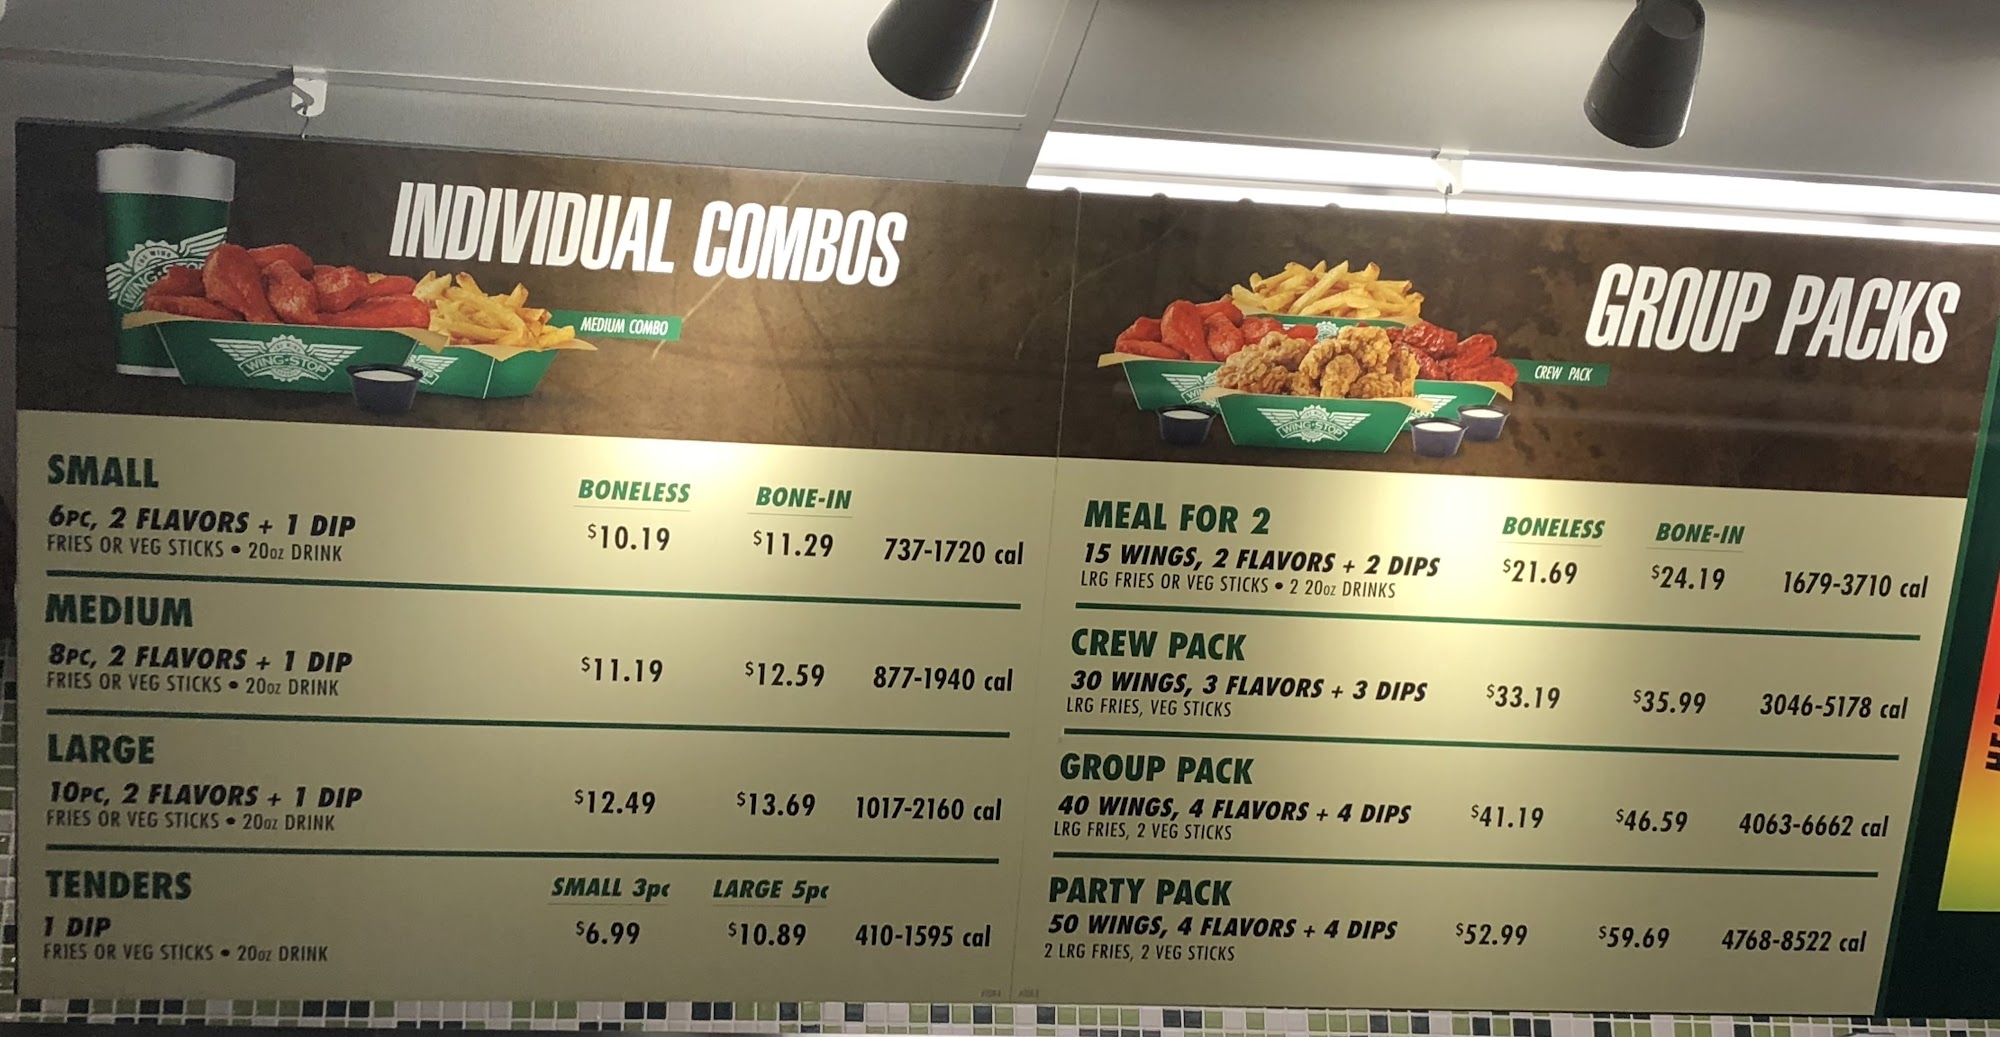 INDIVIDUAL COMBOS
WING-STOP
WING-STOP
MEDIUM COMBO
SMALL
BONELESS BONE-IN
6PC, 2 FLAVORS + 1 DIP $10.19 $11.29 737-1720 cal
FRIES OR VEG STICKS • 20oz DRINK
MEDIUM
8PC, 2 FLAVORS + 1 DIP $11.19 $12.59 877-1940 cal
FRIES OR VEG STICKS • 20oz DRINK
LARGE
10PC, 2 FLAVORS + 1 DIP $12.49 $13.69 1017-2160 cal
FRIES OR VEG STICKS • 20oz DRINK
TENDERS SMALL 3pc LARGE 5pc
1 DIP $6.99 $10.89 410-1595 cal
FRIES OR VEG STICKS • 20oz DRINK
GROUP PACKS
CREW PACK
WING-STOP
MEAL FOR 2 BONELESS BONE-IN
15 WINGS, 2 FLAVORS + 2 DIPS $21.69 $24.19 1679-3710 cal
LRG FRIES OR VEG STICKS • 2 20oz DRINKS
CREW PACK
30 WINGS, 3 FLAVORS + 3 DIPS $33.19 $35.99 3046-5178 cal
LRG FRIES, VEG STICKS
GROUP PACK
40 WINGS, 4 FLAVORS + 4 DIPS $41.19 $46.59 4063-6662 cal
LRG FRIES, 2 VEG STICKS
PARTY PACK
50 WINGS, 4 FLAVORS + 4 DIPS $52.99 $59.69 4768-8522 cal
2 LRG FRIES, 2 VEG STICKS